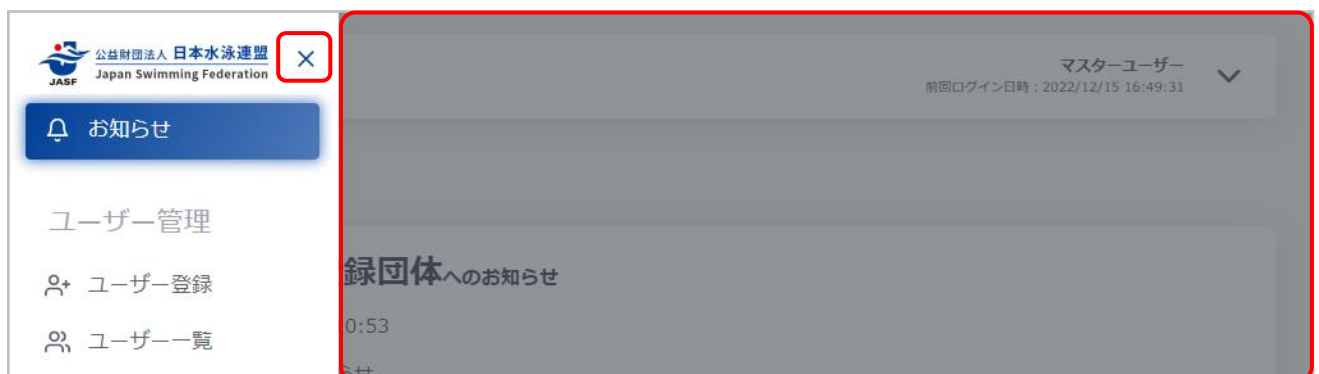 公益財団法人 日本水泳連盟
Japan Swimming Federation
JASF
×
マスターユーザー
前回ログイン日時：2022/12/15 16:49:31
お知らせ
ユーザー管理
ユーザー登録
録団体へのお知らせ
0:53
ユーザー一覧